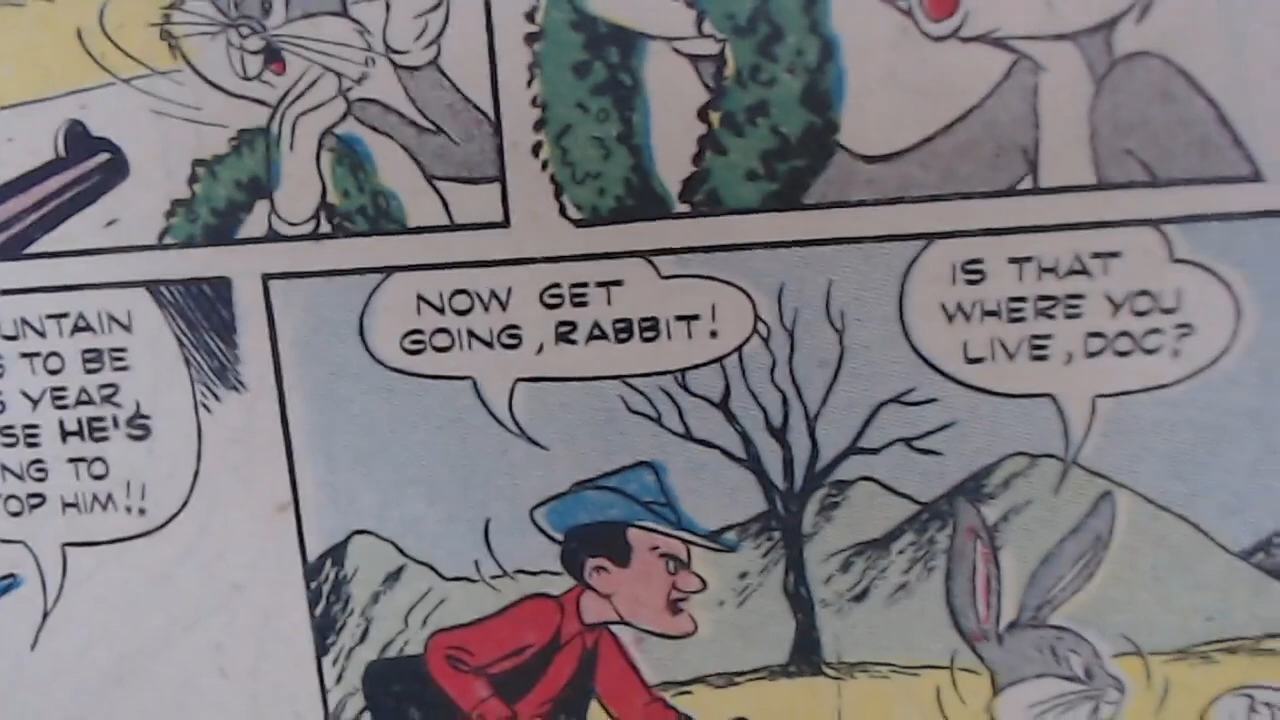 UNTAIN
TO BE
YEAR
SE HE'S
NG TO
OP HIM!!
NOW GET
GOING, RABBIT!
IS THAT
WHERE YOU
LIVE, DOC?